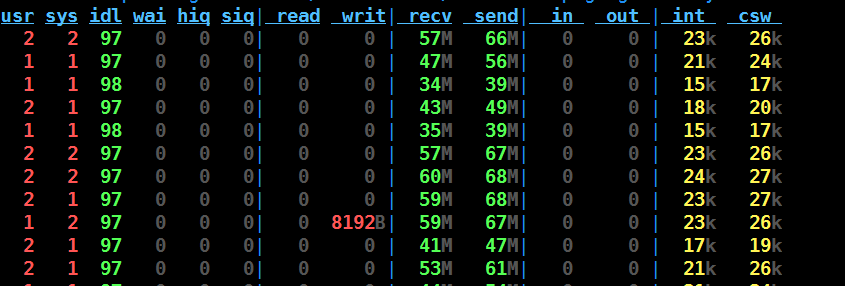 usr sys idl wai hiq siq| read writ| recv send| in out | int csw
2 2 97 0 0 0| 0 0 | 57M 66M| 0 0 | 23k 26k
1 1 97 0 0 0| 0 0 | 47M 56M| 0 0 | 21k 24k
1 1 98 0 0 0| 0 0 | 34M 39M| 0 0 | 15k 17k
2 1 97 0 0 0| 0 0 | 43M 49M| 0 0 | 18k 20k
1 1 98 0 0 0| 0 0 | 35M 39M| 0 0 | 15k 17k
2 2 97 0 0 0| 0 0 | 57M 67M| 0 0 | 23k 26k
2 2 97 0 0 0| 0 0 | 60M 68M| 0 0 | 24k 27k
2 1 97 0 0 0| 0 0 | 59M 68M| 0 0 | 23k 27k
1 2 97 0 0 0| 0 8192B| 59M 67M| 0 0 | 23k 26k
2 1 97 0 0 0| 0 0 | 41M 47M| 0 0 | 17k 19k
2 1 97 0 0 0| 0 0 | 53M 61M| 0 0 | 21k 26k